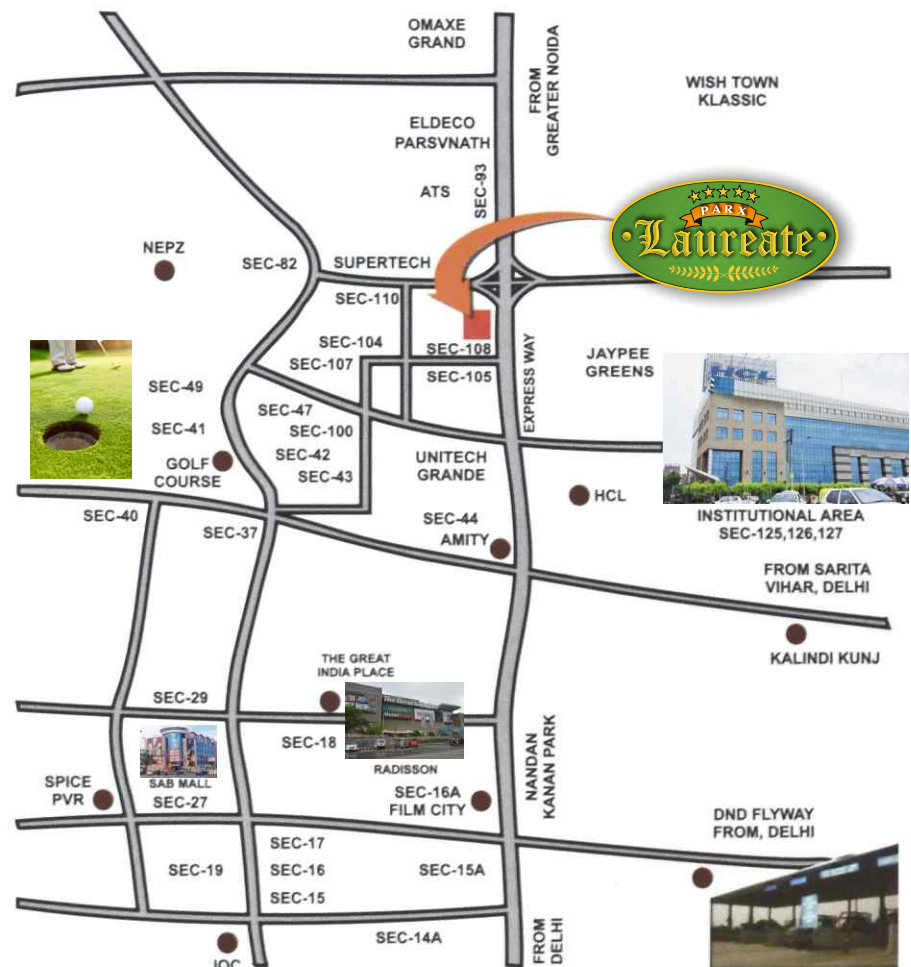 OMAXE
GRAND
FROM
GREATER NOIDA
WISH TOWN
KLASSIC
ELDECO
PARSVNATH
ATS
SEC-93
PARX
Laureate
NEPZ
SEC-82
SUPERTECH
SEC-110
SEC-104
SEC-107
SEC-108
SEC-105
EXPRESS WAY
JAYPEE
GREENS
HCL
SEC-49
SEC-41
SEC-47
SEC-100
SEC-42
SEC-43
GOLF
COURSE
UNITECH
GRANDE
HCL
SEC-40
SEC-37
SEC-44
AMITY
INSTITUTIONAL AREA
SEC-125,126,127
FROM SARITA
VIHAR, DELHI
KALINDI KUNJ
THE GREAT
INDIA PLACE
SEC-29
SEC-18
RADISSON
SAB MALL
SEC-27
SPICE
PVR
SEC-16A
FILM CITY
NANDAN
KANAN PARK
DND FLYWAY
FROM, DELHI
SEC-17
SEC-19
SEC-16
SEC-15
SEC-15A
SEC-14A
FROM
DELHI
IOC